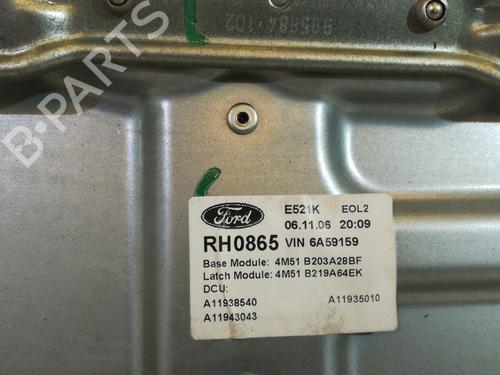 B-PARTS
Ford
E521K EOL2
06.11.06 20:09
RH0865 VIN 6A59159
Base Module: 4M51 B203A28BF
Latch Module: 4M51 B219A64EK
DCU:
A11938540 A11935010
A11943043